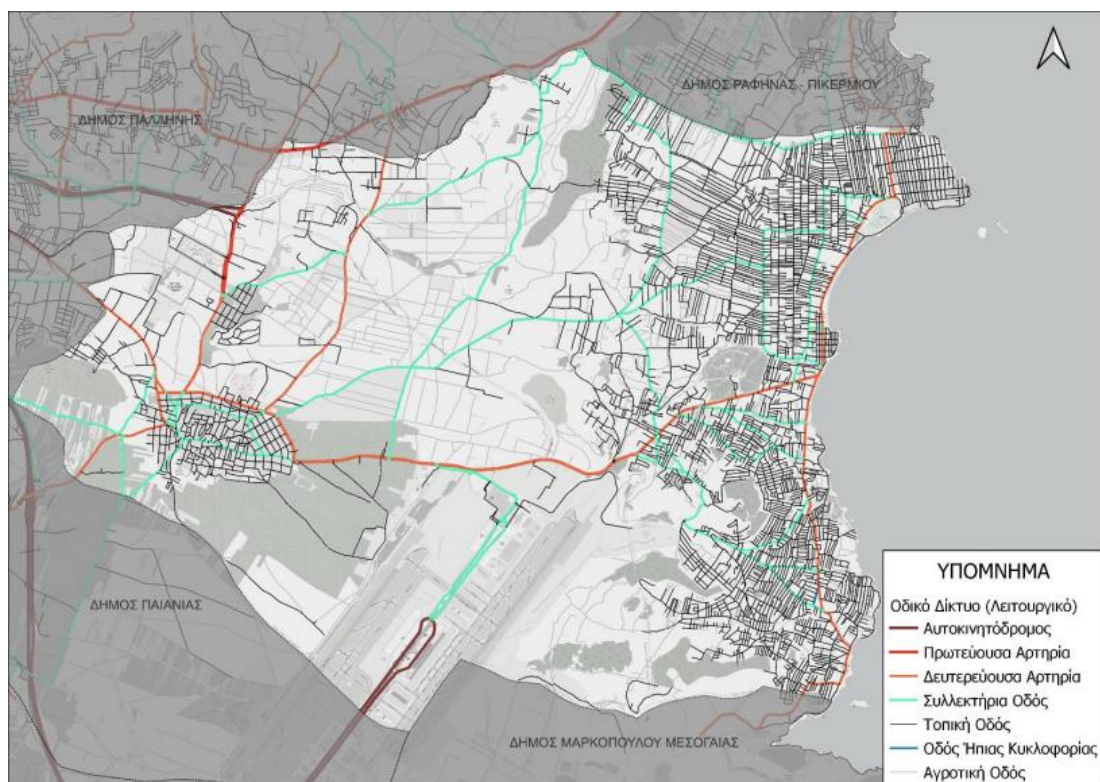 ΔΗΜΟΣ ΡΑΦΗΝΑΣ - ΠΙΚΕΡΜΙΟΥ
ΔΗΜΟΣ ΠΑΛΛΗΝΗΣ
ΔΗΜΟΣ ΠΑΙΑΝΙΑΣ
ΔΗΜΟΣ ΜΑΡΚΟΠΟΥΛΟΥ ΜΕΣΟΓΑΙΑΣ
ΥΠΟΜΝΗΜΑ
Οδικό Δίκτυο (Λειτουργικό)
Αυτοκινητόδρομος
Πρωτεύουσα Αρτηρία
Δευτερεύουσα Αρτηρία
Συλλεκτήρια Οδός
Τοπική Οδός
Οδός Ήπιας Κυκλοφορίας
Αγροτική Οδός